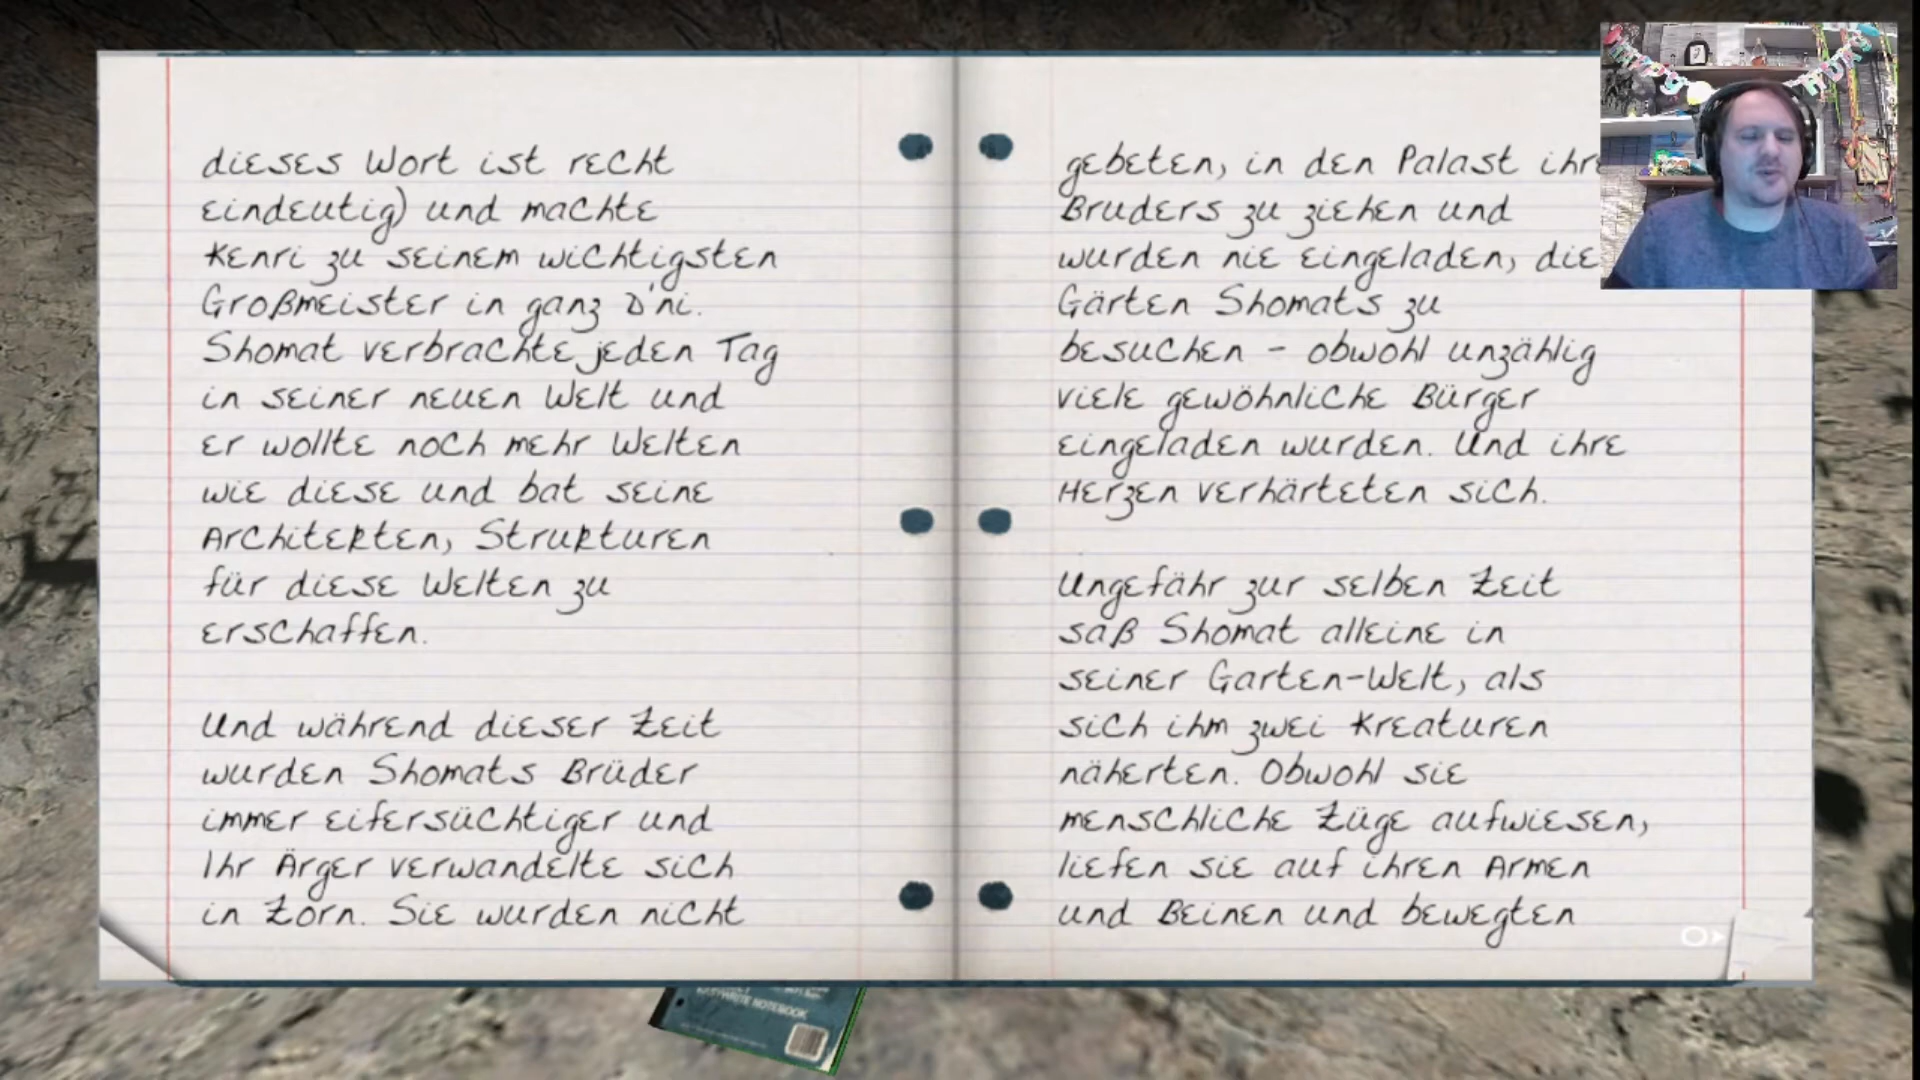 dieses Wort ist recht
eindeutig) und machte
Kenri zu seinem wichtigsten
Großmeister in ganz D'ni.
Shomat verbrachte jeden Tag
in seiner neuen Welt und
er wollte noch mehr Welten
wie diese und bat seine
Architekten, Strukturen
für diese Welten zu
erschaffen.
Und während dieser Zeit
wurden Shomats Brüder
immer eifersüchtiger und
Ihr Ärger verwandelte sich
in Zorn. Sie wurden nicht
gebeten, in den Palast
Bruders zu ziehen und
wurden nie eingeladen, die
Gärten Shomats zu
besuchen - obwohl unzählig
viele gewöhnliche Bürger
eingeladen wurden. Und ihre
Herzen verhärteten sich.
Ungefähr zur selben Zeit
saß Shomat alleine in
seiner Garten-Welt, als
sich ihm zwei Kreaturen
näherten. Obwohl sie
menschliche Züge aufwiesen,
liefen sie auf ihren Armen
und Beinen und bewegten
NOTEBOOK